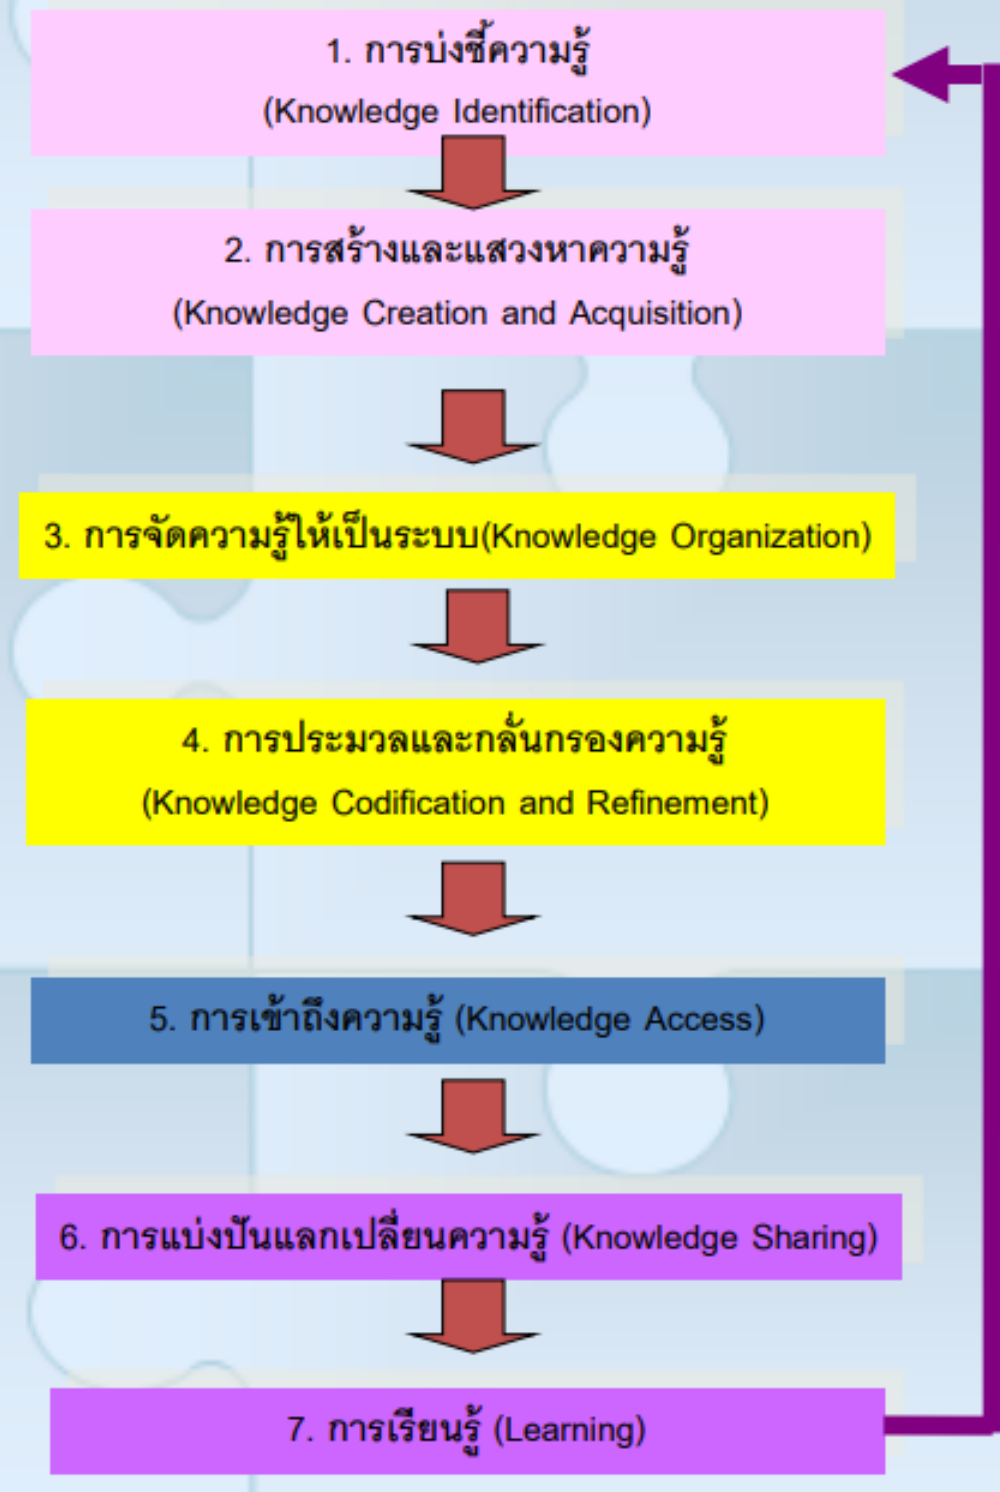 1. การบ่งชี้ความรู้
(Knowledge Identification)
2. การสร้างและแสวงหาความรู้
(Knowledge Creation and Acquisition)
3. การจัดความรู้ให้เป็นระบบ(Knowledge Organization)
4. การประมวลและกลั่นกรองความรู้
(Knowledge Codification and Refinement)
5. การเข้าถึงความรู้ (Knowledge Access)
6. การแบ่งปันแลกเปลี่ยนความรู้ (Knowledge Sharing)
7. การเรียนรู้ (Learning)